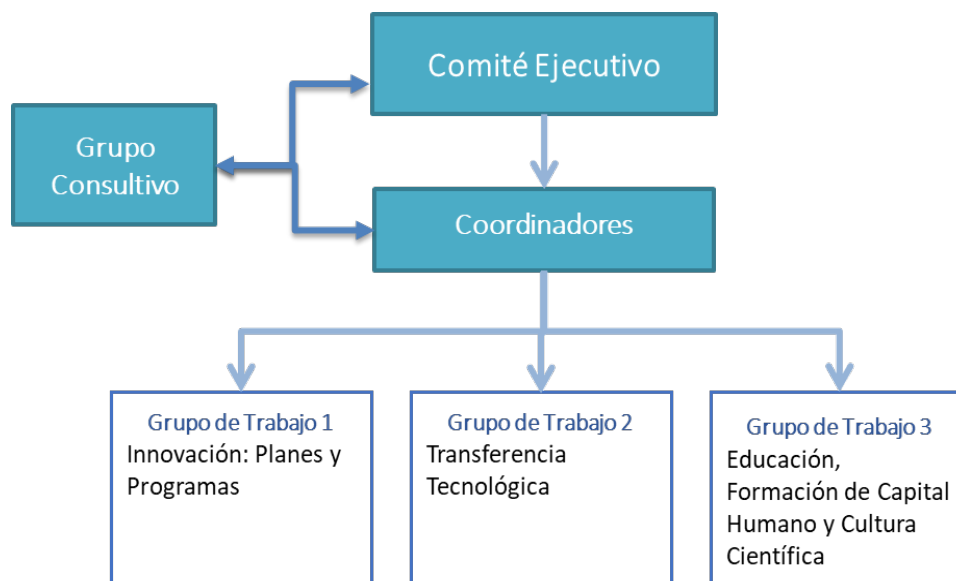 Comité Ejecutivo
Grupo
Consultivo
Coordinadores
Grupo de Trabajo 1
Innovación: Planes y
Programas
Grupo de Trabajo 2
Transferencia
Tecnológica
Grupo de Trabajo 3
Educación,
Formación de Capital
Humano y Cultura
Científica